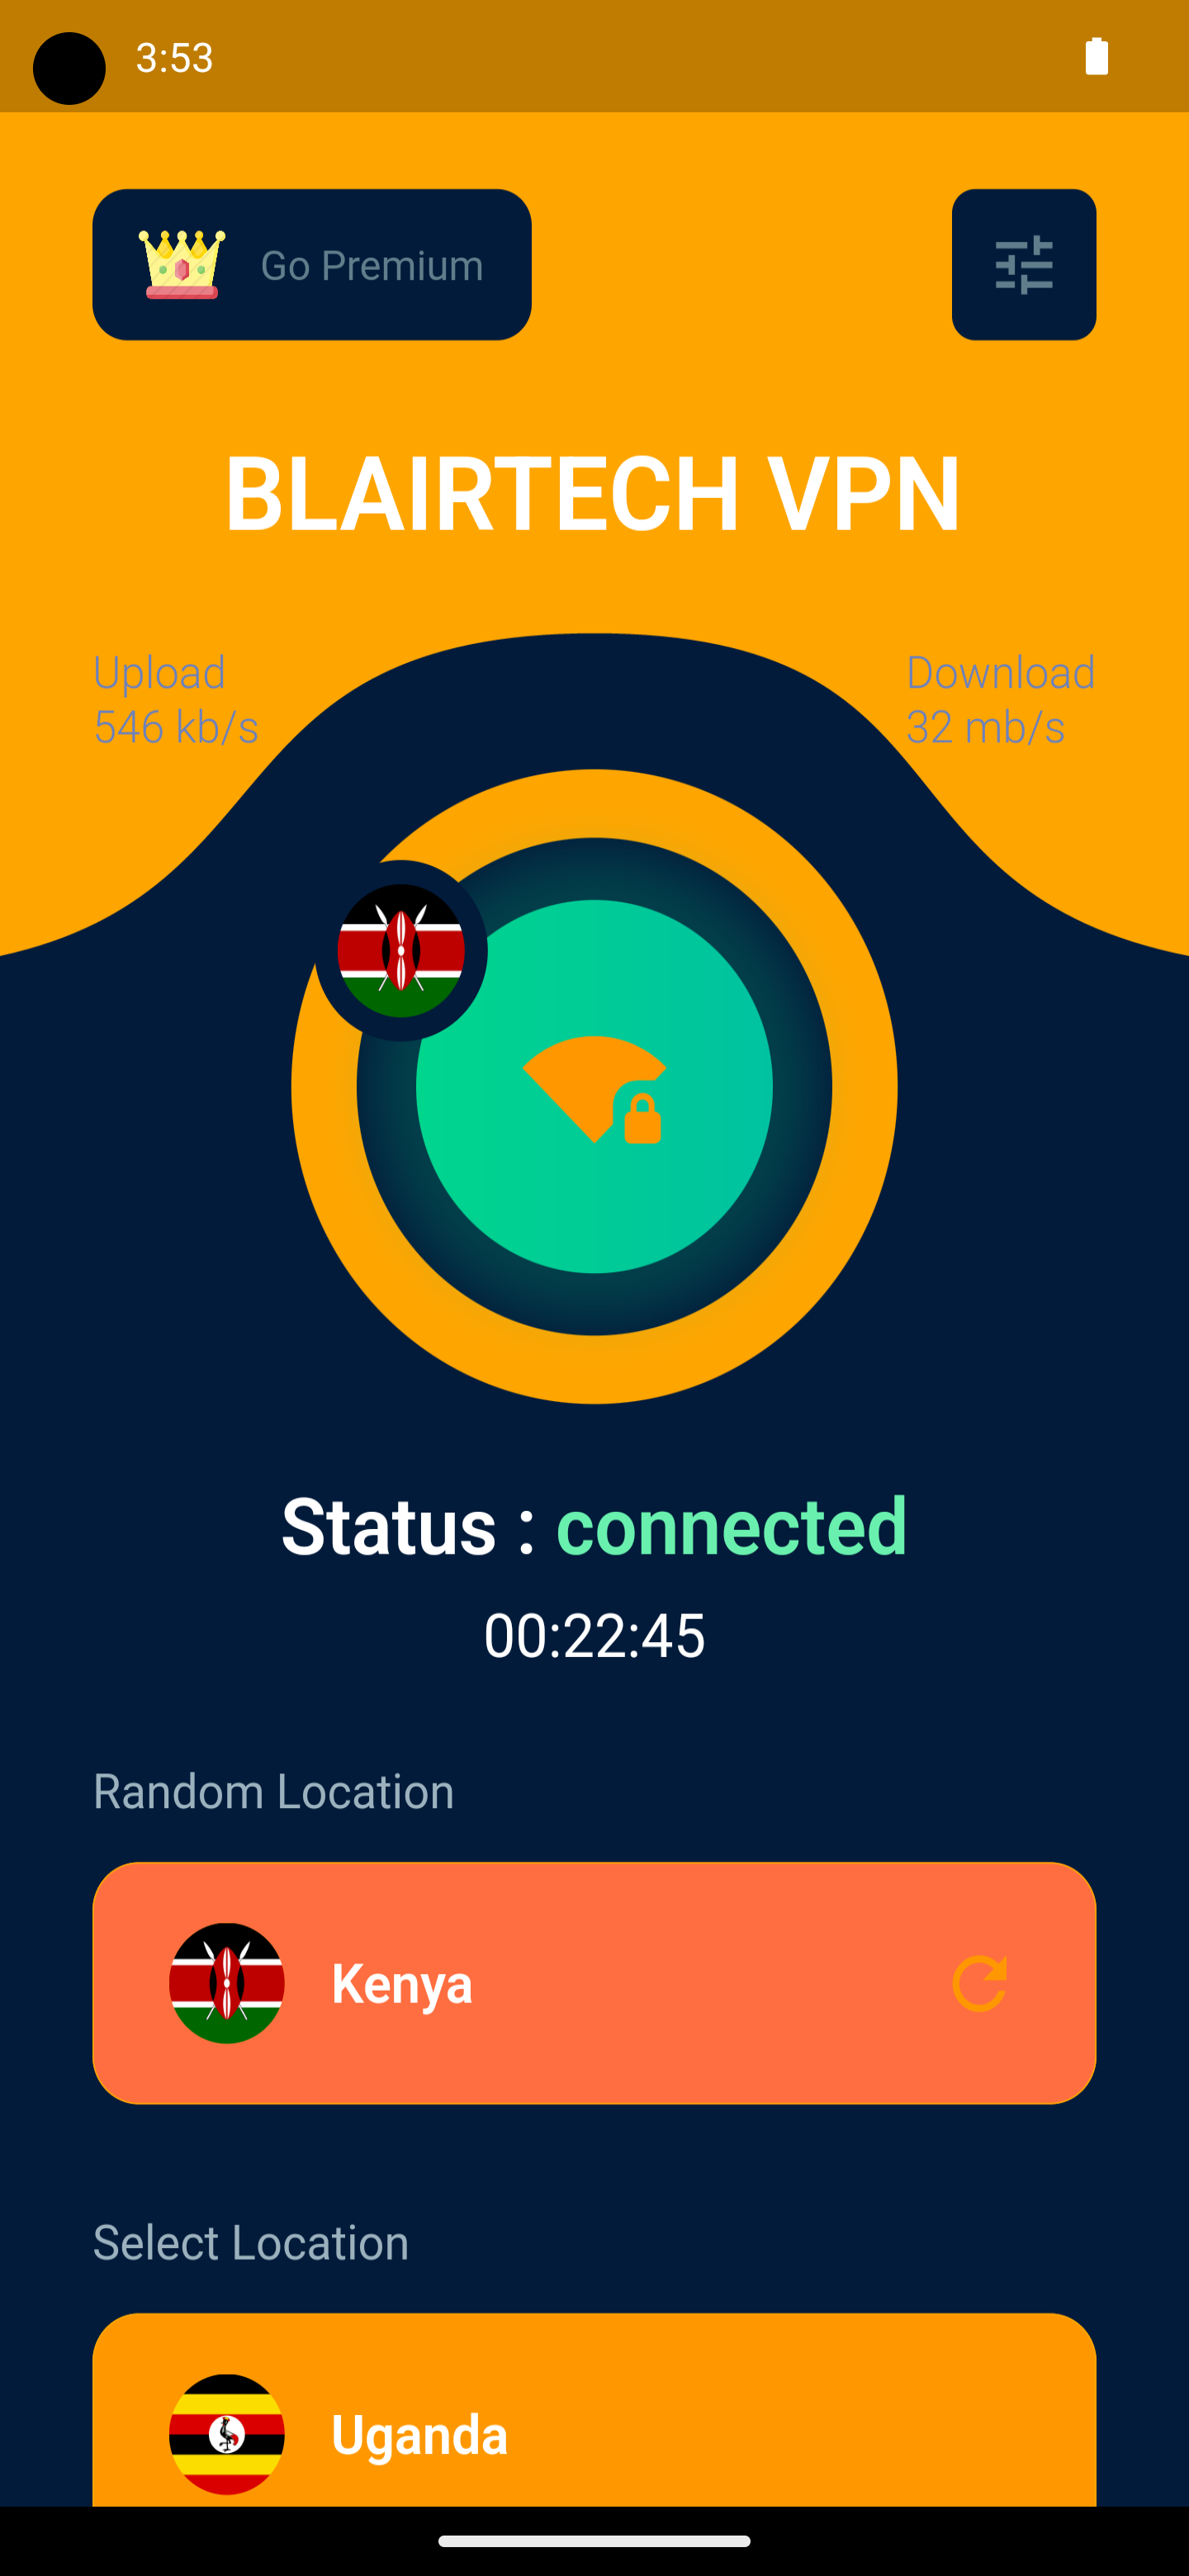 3:53
Go Premium
BLAIRTECH VPN
Upload
546 kb/s
Download
32 mb/s
Status : connected
00:22:45
Random Location
Kenya
Select Location
Uganda